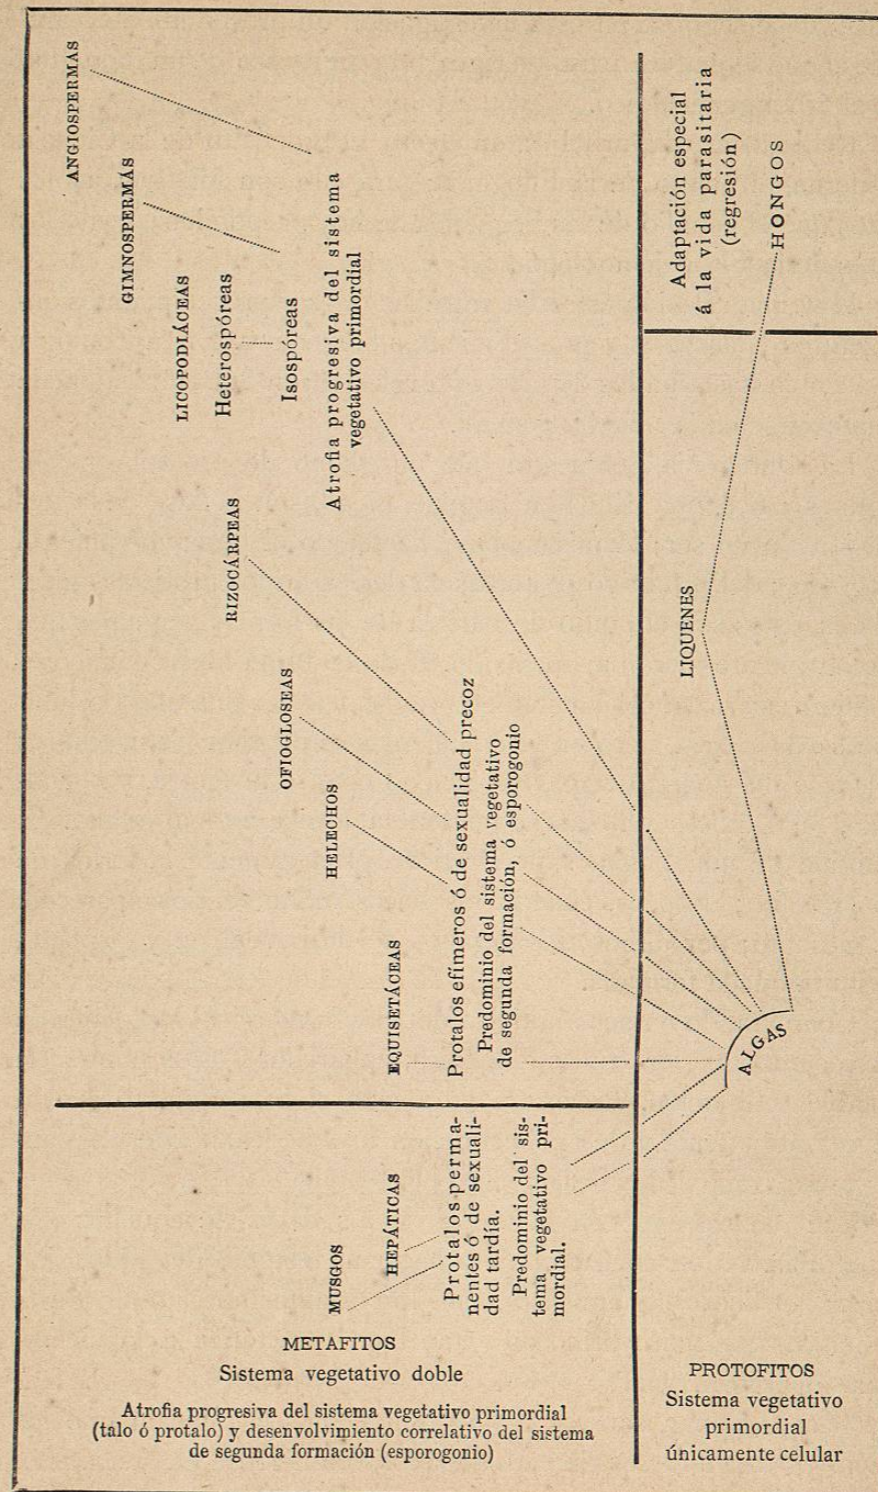 ANGIOSPERMAS
GIMNOSPERMÁS
LICOPODIÁCEAS
Heterospóreas
Isospóreas
Atrofia progresiva del sistema
vegetativo primordial
RIZOCÁRPEAS
OFIOGLOSEAS
HELECHOS
EQUISETÁCEAS
Protalos efímeros ó de sexualidad precoz
Predominio del sistema vegetativo
de segunda formación, ó esporogonio
MUSGOS
HEPÁTICAS
Protalos perma-
nentes ó de sexuali-
dad tardía.
Predominio del sis-
tema vegetativo pri-
mordial.
METAFITOS
Sistema vegetativo doble
Atrofia progresiva del sistema vegetativo primordial
(talo ó protalo) y desenvolvimiento correlativo del sistema
de segunda formación (esporogonio)
Adaptación especial
á la vida parasitaria
(regresión)
HONGOS
LIQUENES
ALGAS
PROTOFITOS
Sistema vegetativo
primordial
únicamente celular